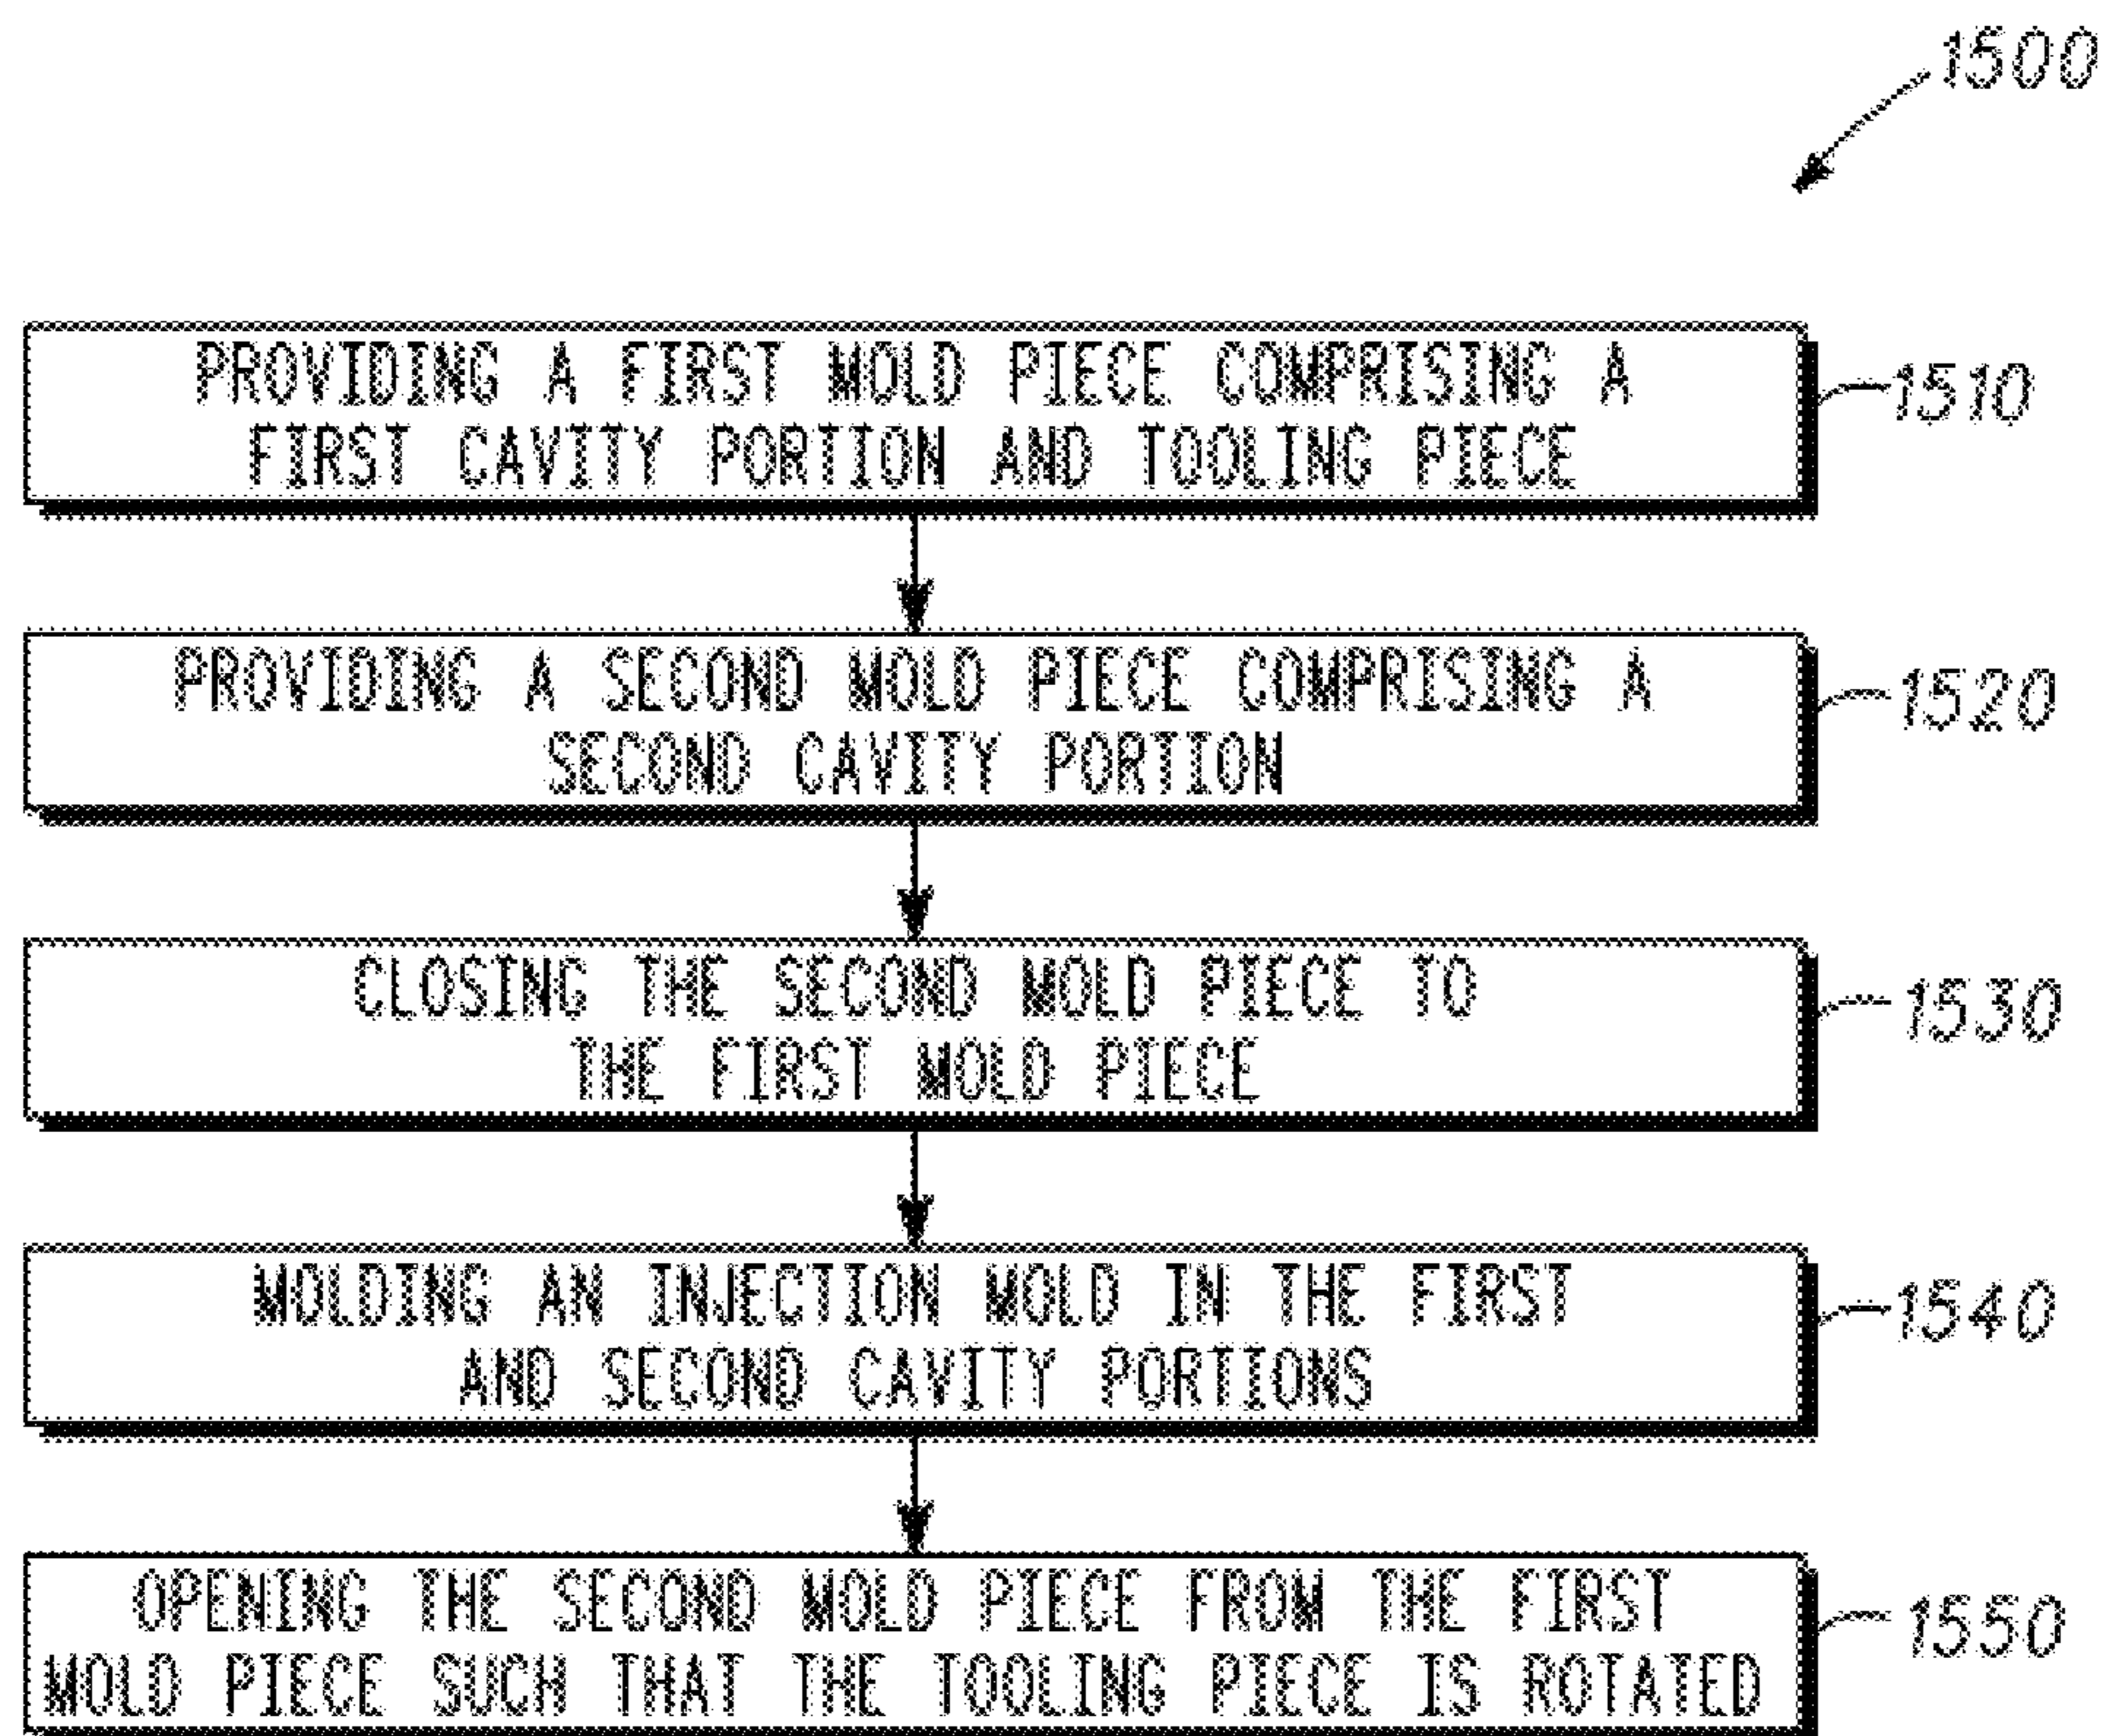 1500
PROVIDING A FIRST MOLD PIECE COMPRISING A
FIRST CAVITY PORTION AND TOOLING PIECE
1510
PROVIDING A SECOND MOLD PIECE COMPRISING A
SECOND CAVITY PORTION
1520
CLOSING THE SECOND MOLD PIECE TO
THE FIRST MOLD PIECE
1530
MOLDING AN INJECTION MOLD IN THE FIRST
AND SECOND CAVITY PORTIONS
1540
OPENING THE SECOND MOLD PIECE FROM THE FIRST
MOLD PIECE SUCH THAT THE TOOLING PIECE IS ROTATED
1550